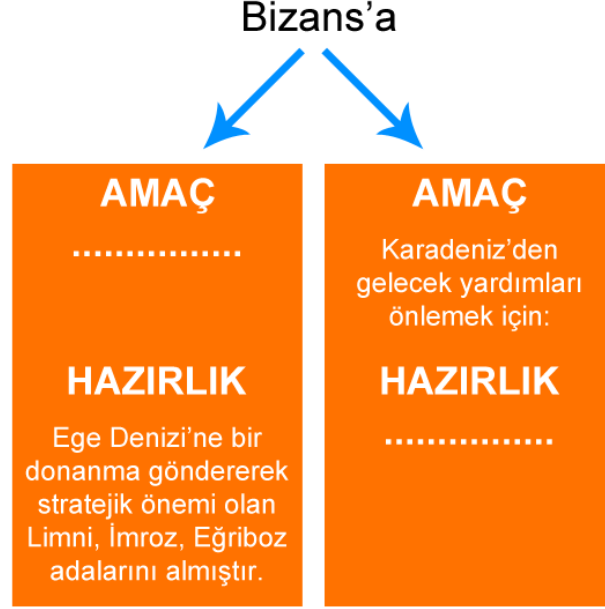 Bizans’a
AMAÇ
................
HAZIRLIK
Ege Denizi’ne bir
donanma göndererek
stratejik önemi olan
Limni, İmroz, Eğriboz
adalarını almıştır.
AMAÇ
Karadeniz’den
gelecek yardımları
önlemek için:
HAZIRLIK
................